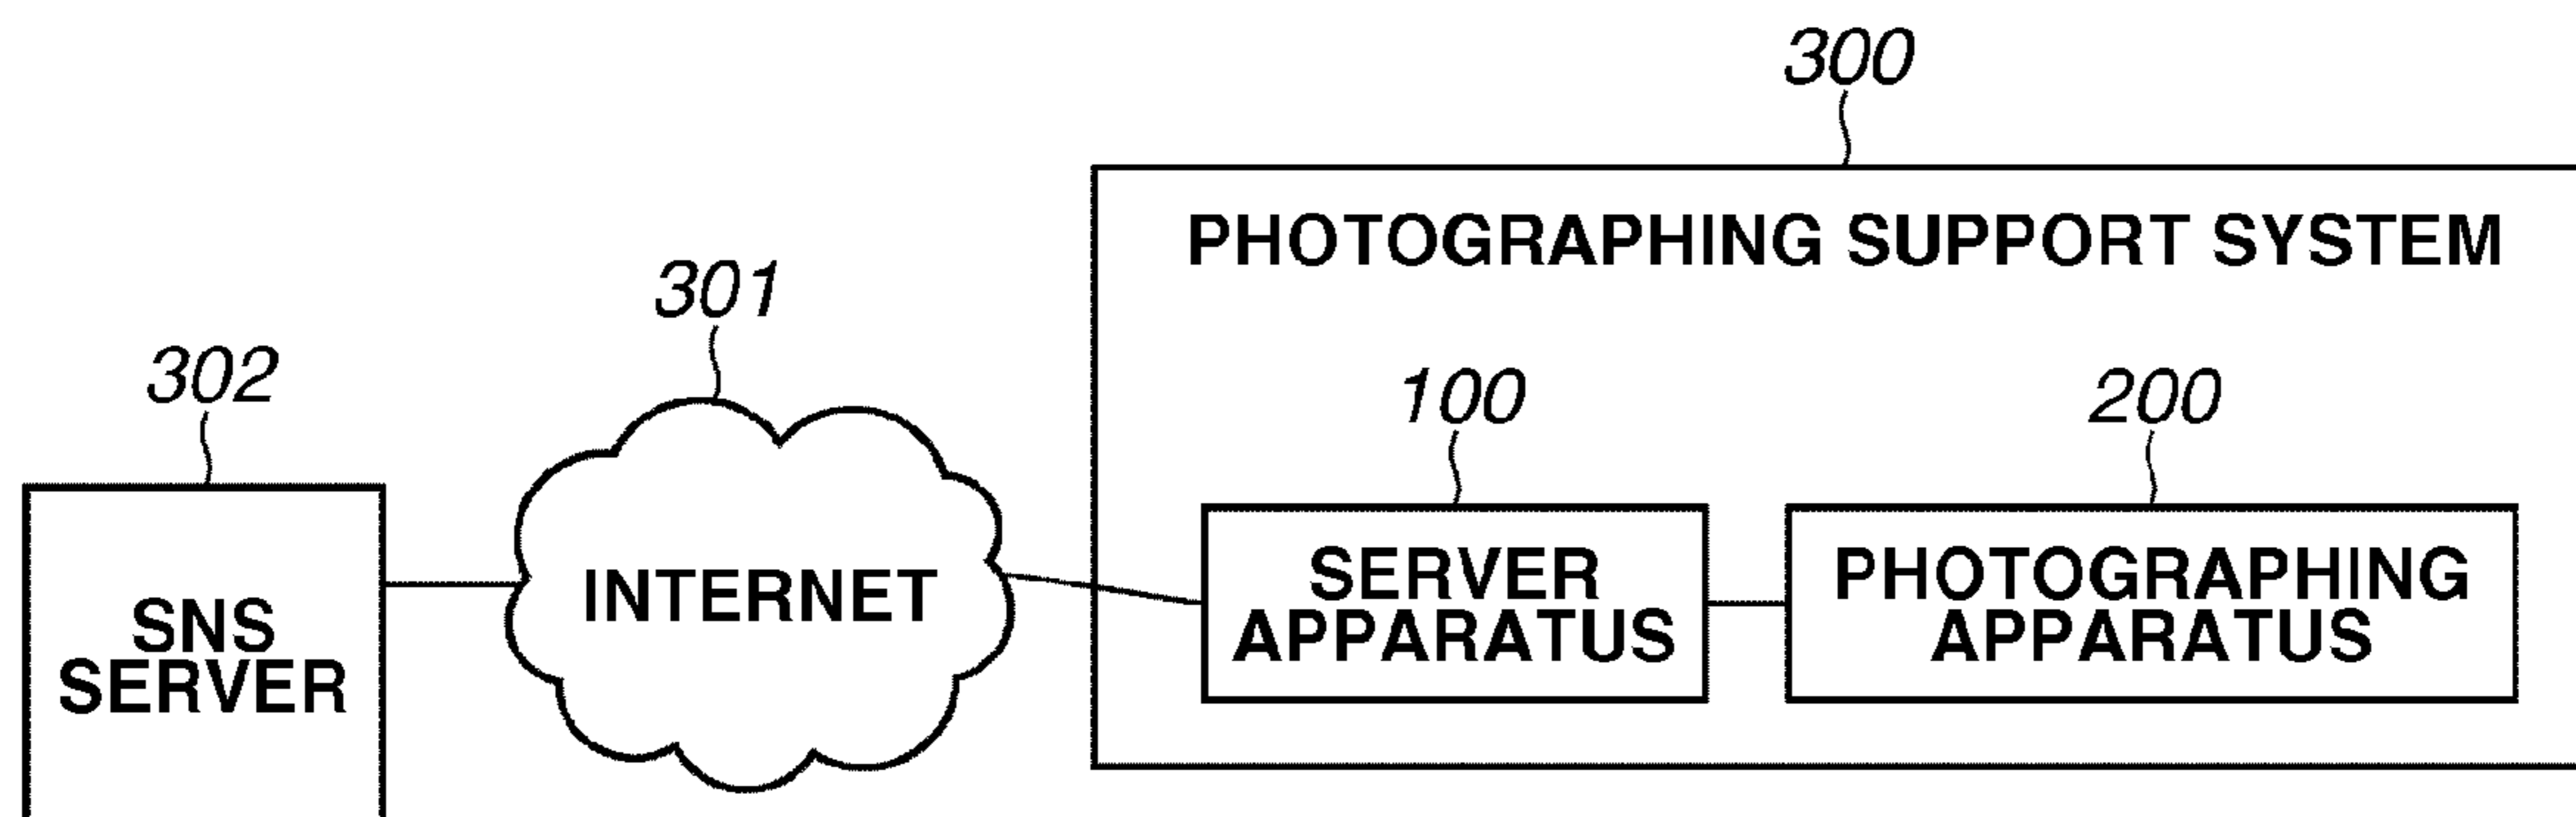 300
PHOTOGRAPHING SUPPORT SYSTEM
301
302
100
200
INTERNET
SERVER
APPARATUS
PHOTOGRAPHING
APPARATUS
SNS
SERVER